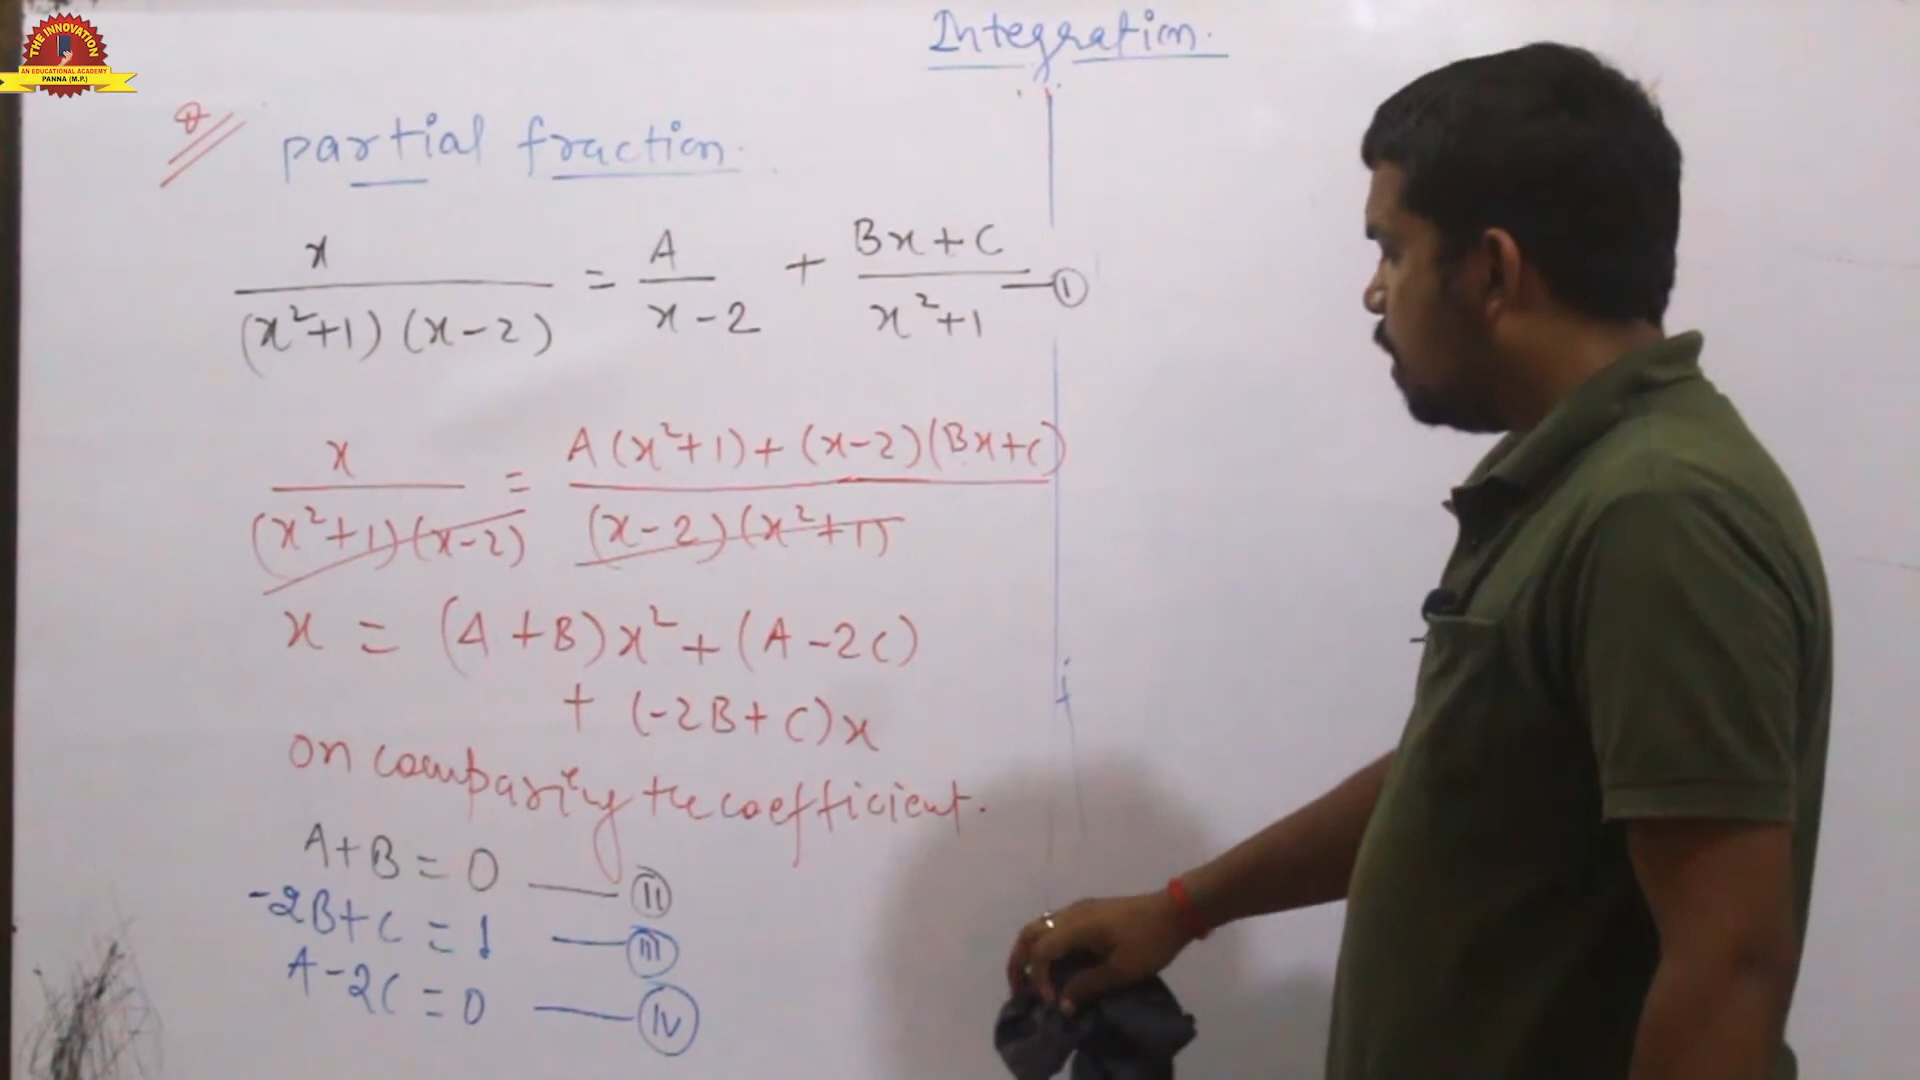 THE INNOVATION
AN EDUCATIONAL ACADEMY
PANNA (M.P.)
Integration.
Q partial fraction.
x/((x²+1)(x-2)) = A/(x-2) + (Bx+C)/(x²+1) — (I)
x/((x²+1)(x-2)) = (A(x²+1)+(x-2)(Bx+C))/((x-2)(x²+1))
x = (A+B)x²+(A-2C)
+ (-2B+C)x
on comparing the coefficient.
A+B=0 — (II)
-2B+C=1 — (III)
A-2C=0 — (IV)